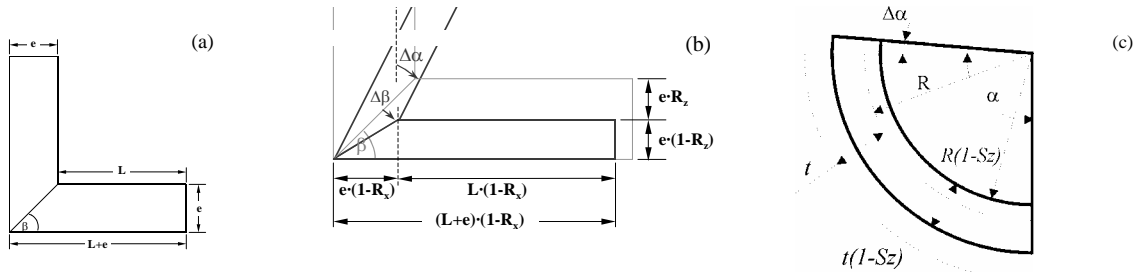 (a)
e
L
e
β
L+e
(b)
Δα
Δβ
β
e·R_z
e·(1-R_z)
e·(1-R_x)
L·(1-R_x)
(L+e)·(1-R_x)
(c)
Δα
R
α
R(1-Sz)
t
t(1-Sz)